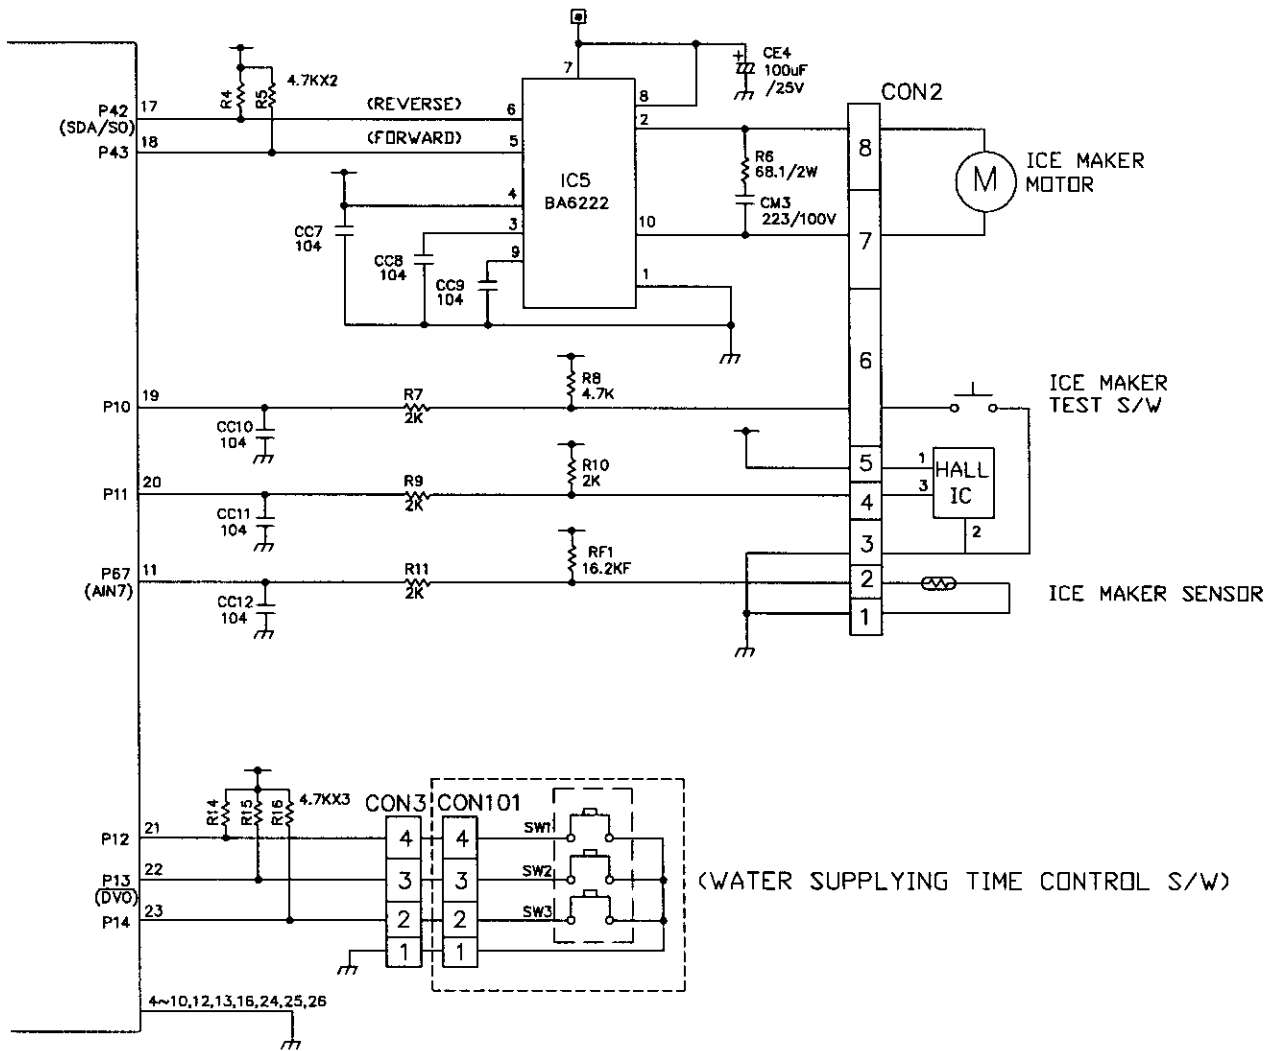 CE4
100uF
/25V
7
4.7KX2
R4
R5
8
CON2
P42
17
(REVERSE)
6
2
(SDA/SO)
18
(FORWARD)
5
P43
8
R6
68.1/2W
ICE MAKER
MOTOR
M
IC5
BA6222
4
CM3
223/100V
3
10
7
CC7
104
CC8
104
9
CC9
104
1
6
R8
4.7K
ICE MAKER
TEST S/W
P10
19
R7
2K
CC10
104
5
1
HALL
IC
R10
2K
P11
20
R9
2K
4
3
CC11
104
3
2
RF1
16.2KF
P67
11
(AIN7)
R11
2K
2
ICE MAKER SENSOR
CC12
104
1
4.7KX3
R14
R15
R16
CON3
CON101
P12
21
4
4
SW1
P13
22
(DVO)
3
3
SW2
(WATER SUPPLYING TIME CONTROL S/W)
P14
23
2
2
SW3
1
1
4~10,12,13,16,24,25,26